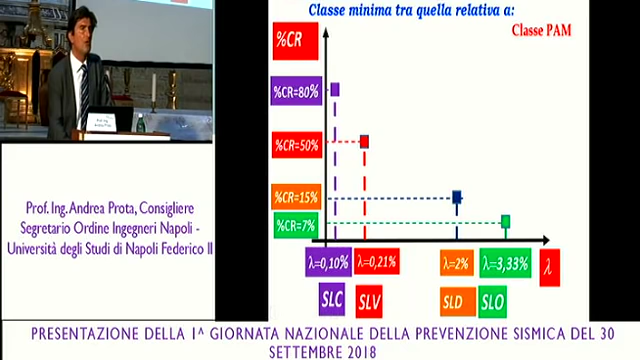 Classe minima tra quella relativa a:
Classe PAM
%CR
%CR=80%
%CR=50%
%CR=15%
%CR=7%
λ=0,10%
λ=0,21%
λ=2%
λ=3,33%
λ
SLC
SLV
SLD
SLO
Prof. Ing. Andrea Prota, Consigliere
Segretario Ordine Ingegneri Napoli -
Università degli Studi di Napoli Federico II
PRESENTAZIONE DELLA 1^ GIORNATA NAZIONALE DELLA PREVENZIONE SISMICA DEL 30
SETTEMBRE 2018